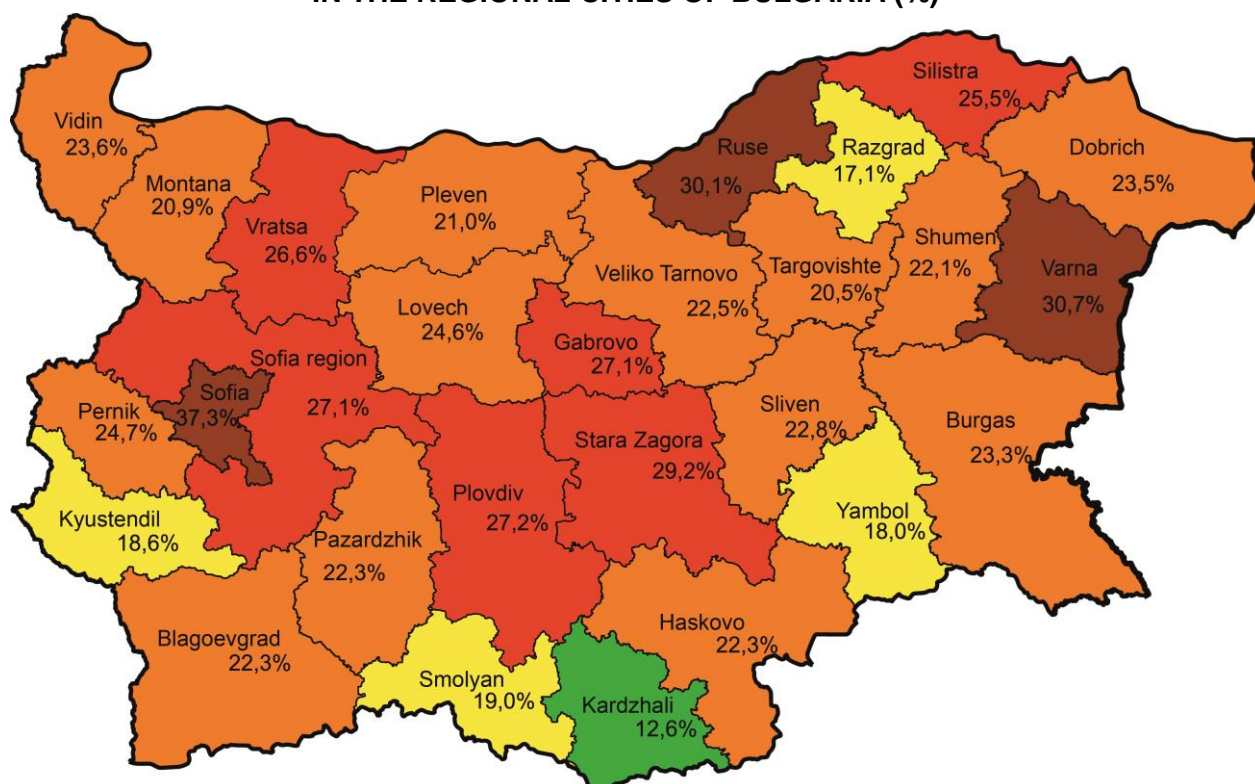 IN THE REGIONAL CITIES OF BULGARIA (%)
Silistra
25,5%
Vidin
23,6%
Ruse
30,1%
Razgrad
17,1%
Dobrich
23,5%
Montana
20,9%
Pleven
21,0%
Vratsa
26,6%
Shumen
22,1%
Varna
30,7%
Veliko Tarnovo
22,5%
Targovishte
20,5%
Lovech
24,6%
Gabrovo
27,1%
Sofia region
27,1%
Sofia
37,3%
Pernik
24,7%
Sliven
22,8%
Burgas
23,3%
Stara Zagora
29,2%
Plovdiv
27,2%
Yambol
18,0%
Kyustendil
18,6%
Pazardzhik
22,3%
Haskovo
22,3%
Blagoevgrad
22,3%
Smolyan
19,0%
Kardzhali
12,6%